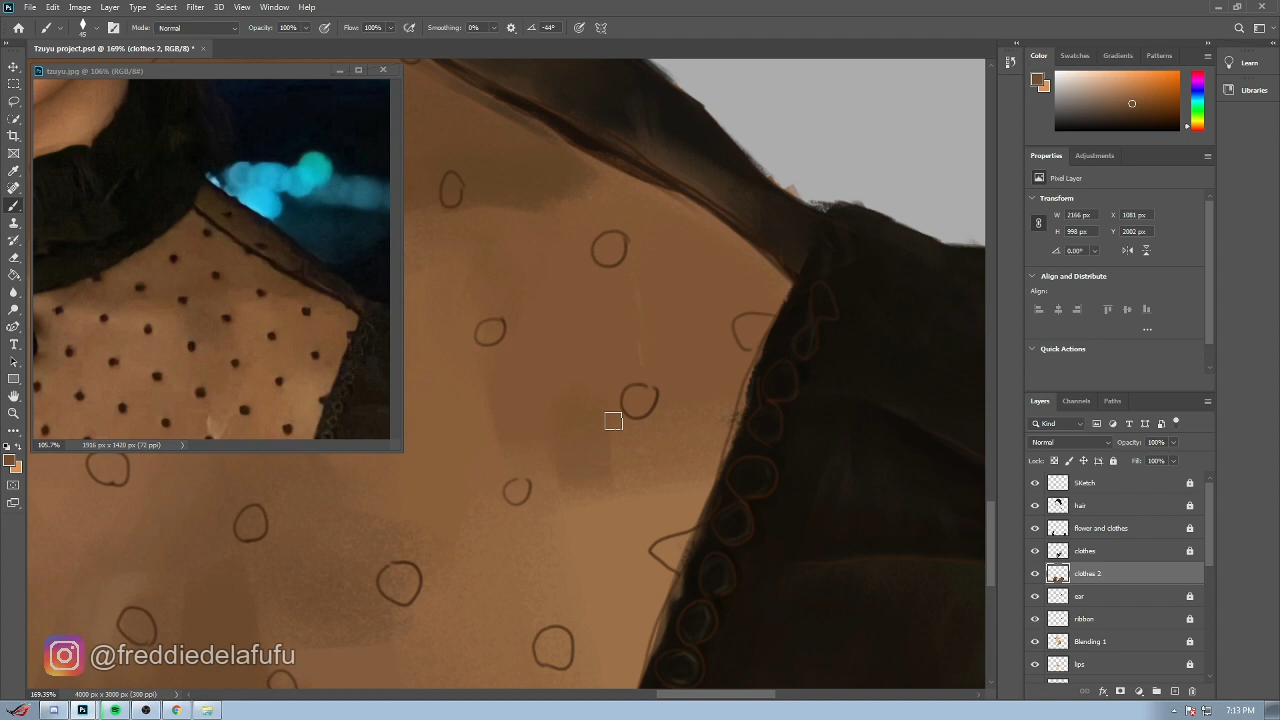 File Edit Image Layer Type Select Filter 3D View Window Help
45 Mode: Normal Opacity: 100% Flow: 100% Smoothing: 0% -44°
Tzuyu project.psd @ 169% (clothes 2, RGB/8) * ×
tzuyu.jpg @ 106% (RGB/8#)
105.7% 1916 px x 1420 px (72 ppi)
@freddiedelafufu
169.35% 4000 px x 3000 px (300 ppi)
Color Swatches Gradients Patterns
Learn
Libraries
Properties Adjustments
Pixel Layer
Transform
W 2166 px X 1081 px
H 998 px Y 2002 px
0.00°
Align and Distribute
Align:
Quick Actions
Layers Channels Paths
Kind
Normal Opacity: 100%
Lock: Fill: 100%
SKetch
hair
flower and clothes
clothes
clothes 2
ear
ribbon
Blending 1
lips
7:13 PM